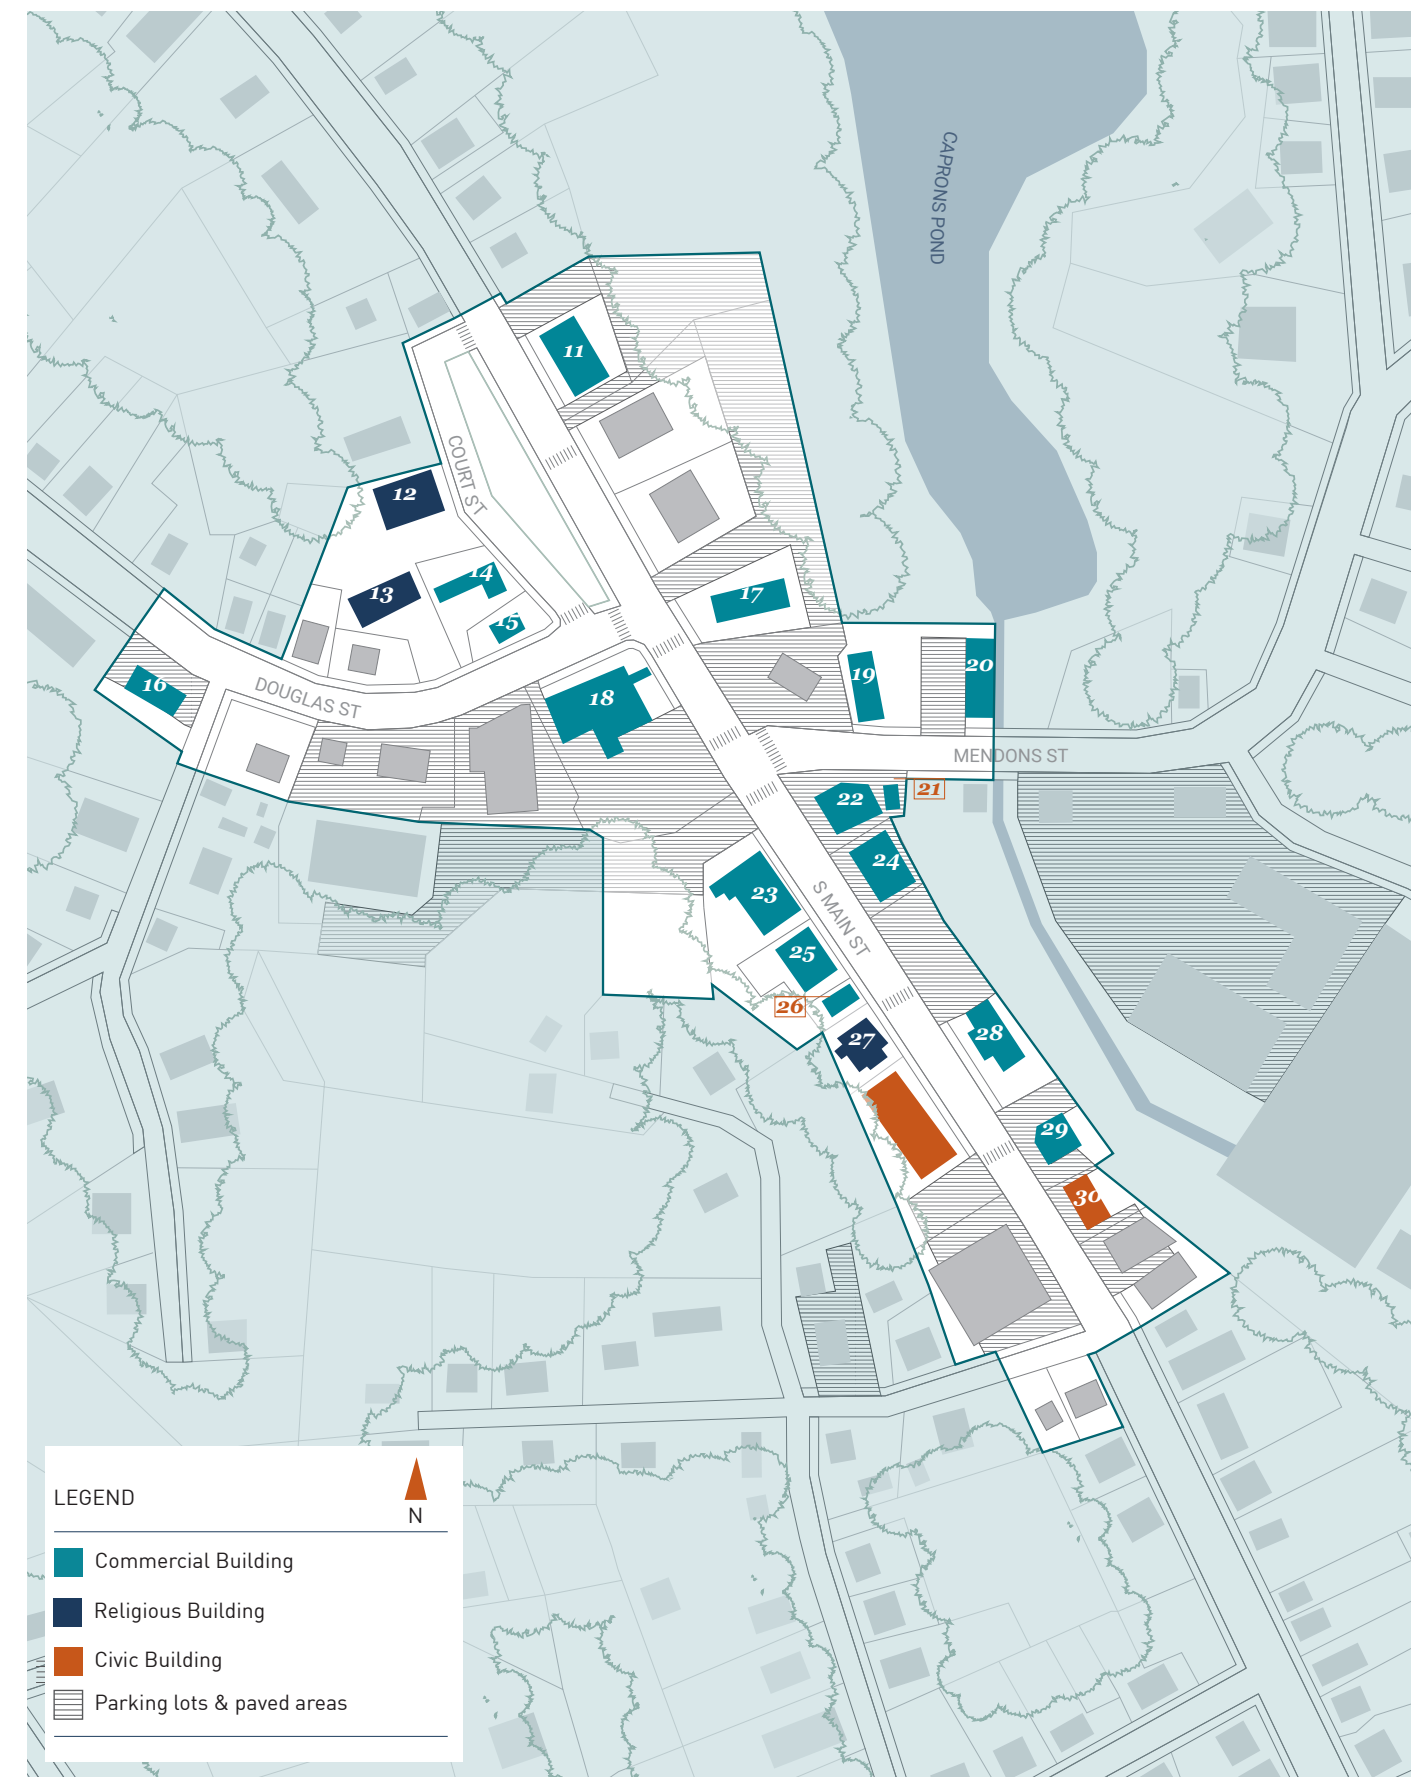 CAPRONS POND
11
COURT ST
12
14
13
15
17
16
DOUGLAS ST
18
19
20
MENDONS ST
21
22
24
23
S MAIN ST
25
26
27
28
29
30
LEGEND
N
Commercial Building
Religious Building
Civic Building
Parking lots & paved areas